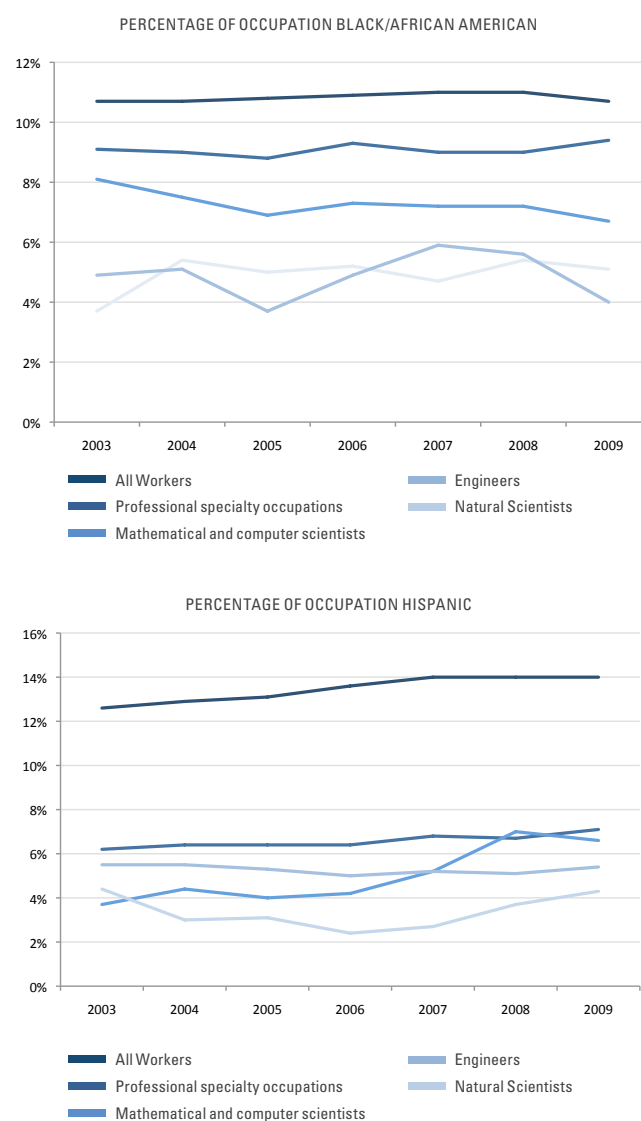 PERCENTAGE OF OCCUPATION BLACK/AFRICAN AMERICAN
12%
10%
8%
6%
4%
2%
0%
2003 2004 2005 2006 2007 2008 2009
All Workers Engineers
Professional specialty occupations Natural Scientists
Mathematical and computer scientists
PERCENTAGE OF OCCUPATION HISPANIC
16%
14%
12%
10%
8%
6%
4%
2%
0%
2003 2004 2005 2006 2007 2008 2009
All Workers Engineers
Professional specialty occupations Natural Scientists
Mathematical and computer scientists